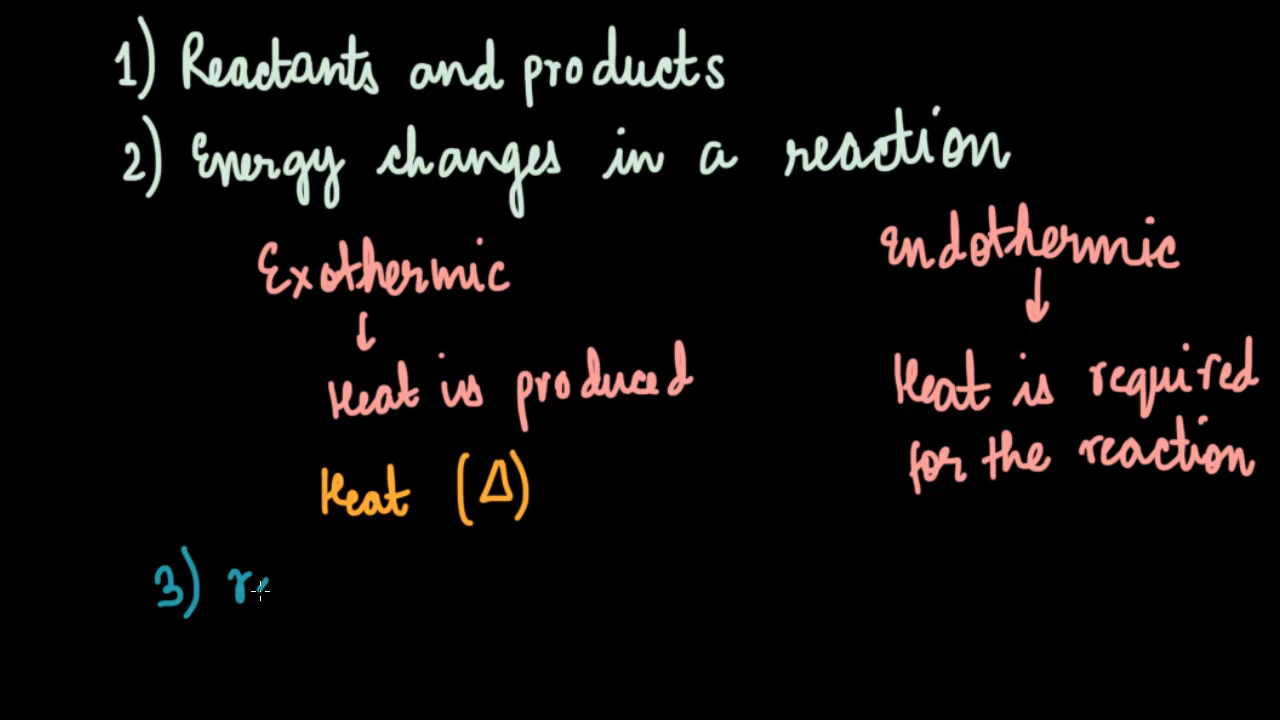 1) Reactants and products
2) Energy changes in a reaction
Exothermic
Endothermic
↓
↓
Heat is produced
Heat is required
for the reaction
Heat (Δ)
3) r